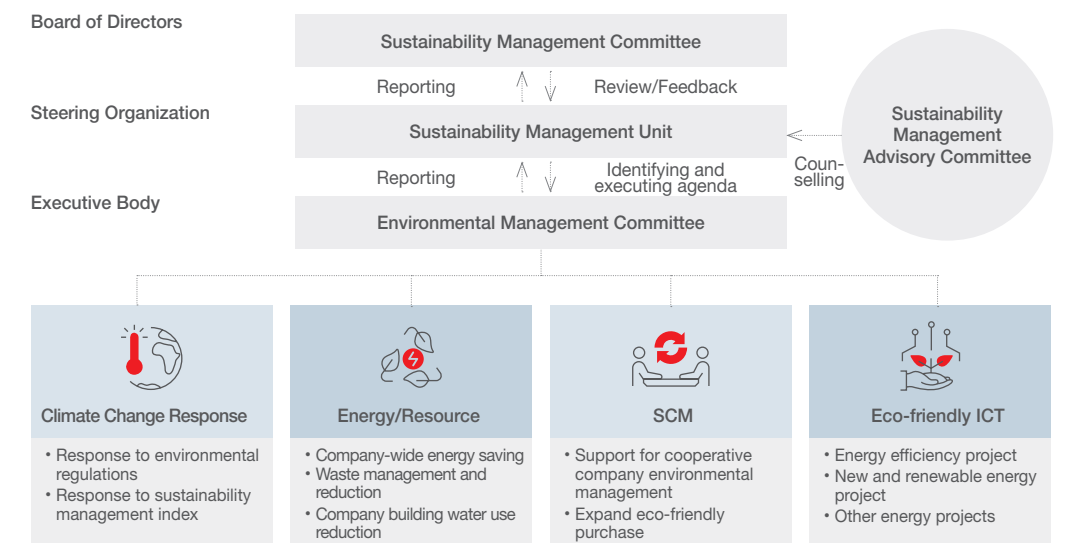 Board of Directors
Sustainability Management Committee
Reporting
Review/Feedback
Steering Organization
Sustainability Management Unit
Sustainability
Management
Advisory Committee
Coun-
selling
Reporting
Identifying and
executing agenda
Executive Body
Environmental Management Committee
Climate Change Response
• Response to environmental
regulations
• Response to sustainability
management index
Energy/Resource
• Company-wide energy saving
• Waste management and
reduction
• Company building water use
reduction
SCM
• Support for cooperative
company environmental
management
• Expand eco-friendly
purchase
Eco-friendly ICT
• Energy efficiency project
• New and renewable energy
project
• Other energy projects